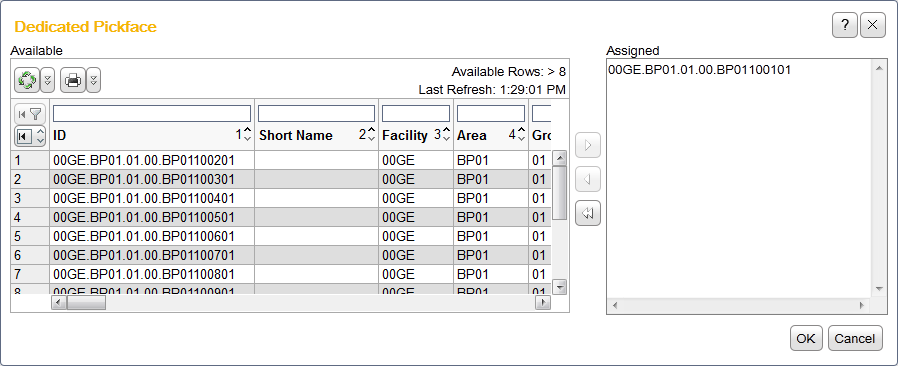 Dedicated Pickface
?
Available
Assigned
Available Rows: > 8
Last Refresh: 1:29:01 PM
ID 1 Short Name 2 Facility 3 Area 4 Gro
1 00GE.BP01.01.00.BP01100201 00GE BP01 01
2 00GE.BP01.01.00.BP01100301 00GE BP01 01
3 00GE.BP01.01.00.BP01100401 00GE BP01 01
4 00GE.BP01.01.00.BP01100501 00GE BP01 01
5 00GE.BP01.01.00.BP01100601 00GE BP01 01
6 00GE.BP01.01.00.BP01100701 00GE BP01 01
7 00GE.BP01.01.00.BP01100801 00GE BP01 01
8 00GE.BP01.01.00.BP01100901 00GE BP01 01
00GE.BP01.01.00.BP01100101
OK Cancel